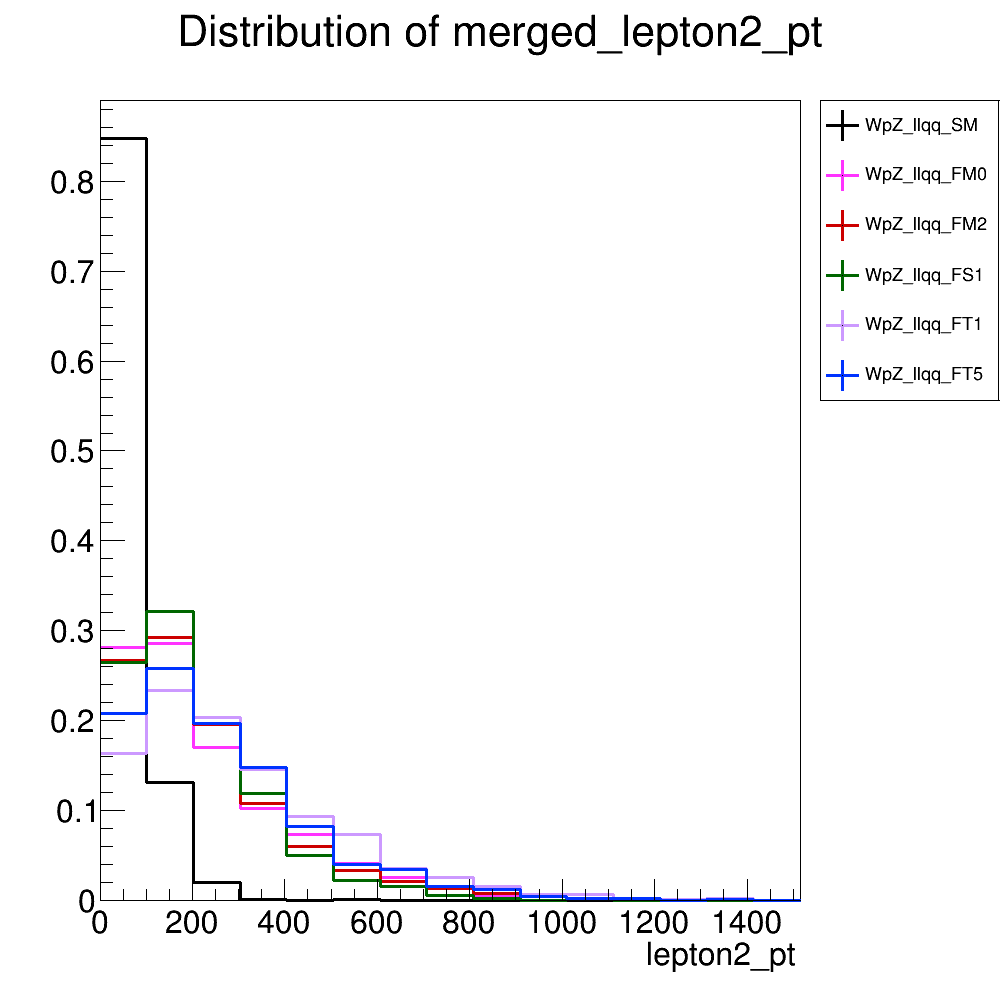 Distribution of merged_lepton2_pt
WpZ_llqq_SM
WpZ_llqq_FM0
WpZ_llqq_FM2
WpZ_llqq_FS1
WpZ_llqq_FT1
WpZ_llqq_FT5
0.8
0.7
0.6
0.5
0.4
0.3
0.2
0.1
0
0 200 400 600 800 1000 1200 1400
lepton2_pt